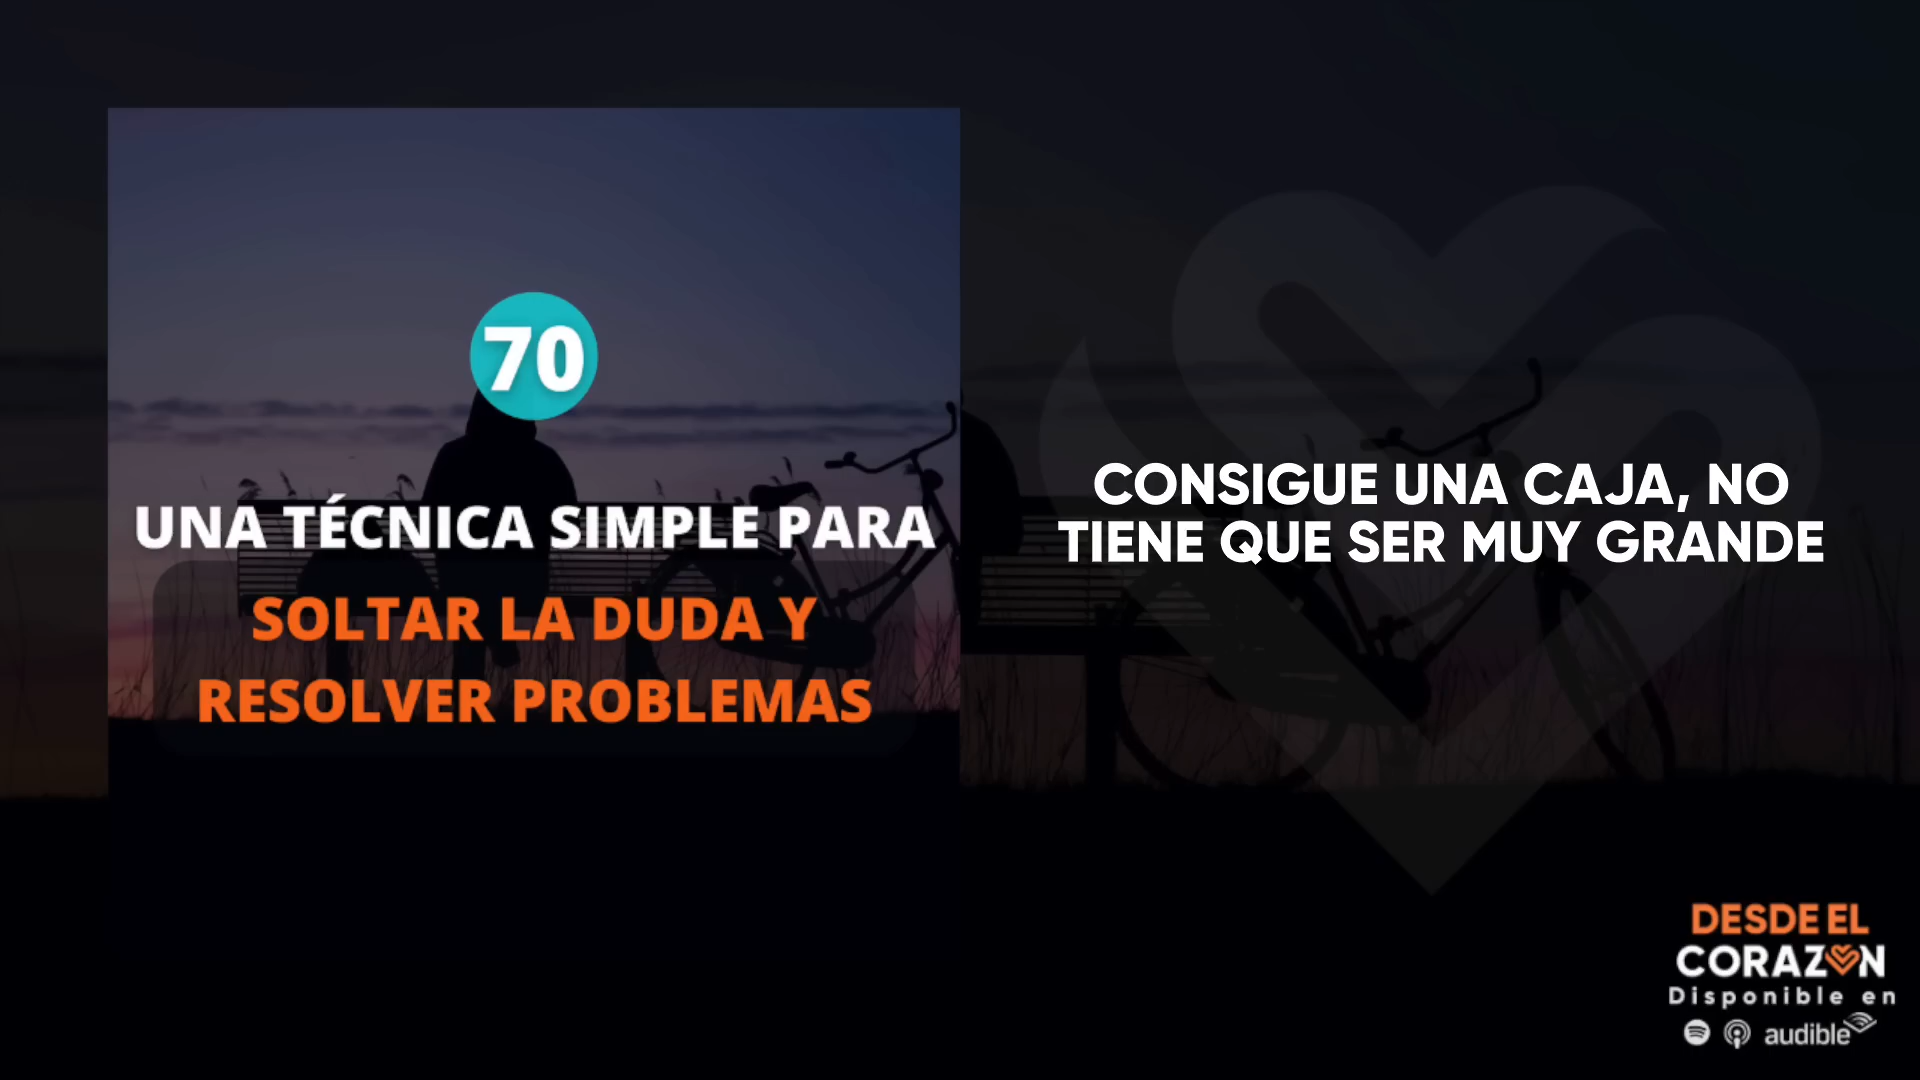 70
UNA TÉCNICA SIMPLE PARA
SOLTAR LA DUDA Y
RESOLVER PROBLEMAS
CONSIGUE UNA CAJA, NO
TIENE QUE SER MUY GRANDE
DESDE EL
CORAZÓN
Disponible en
audible